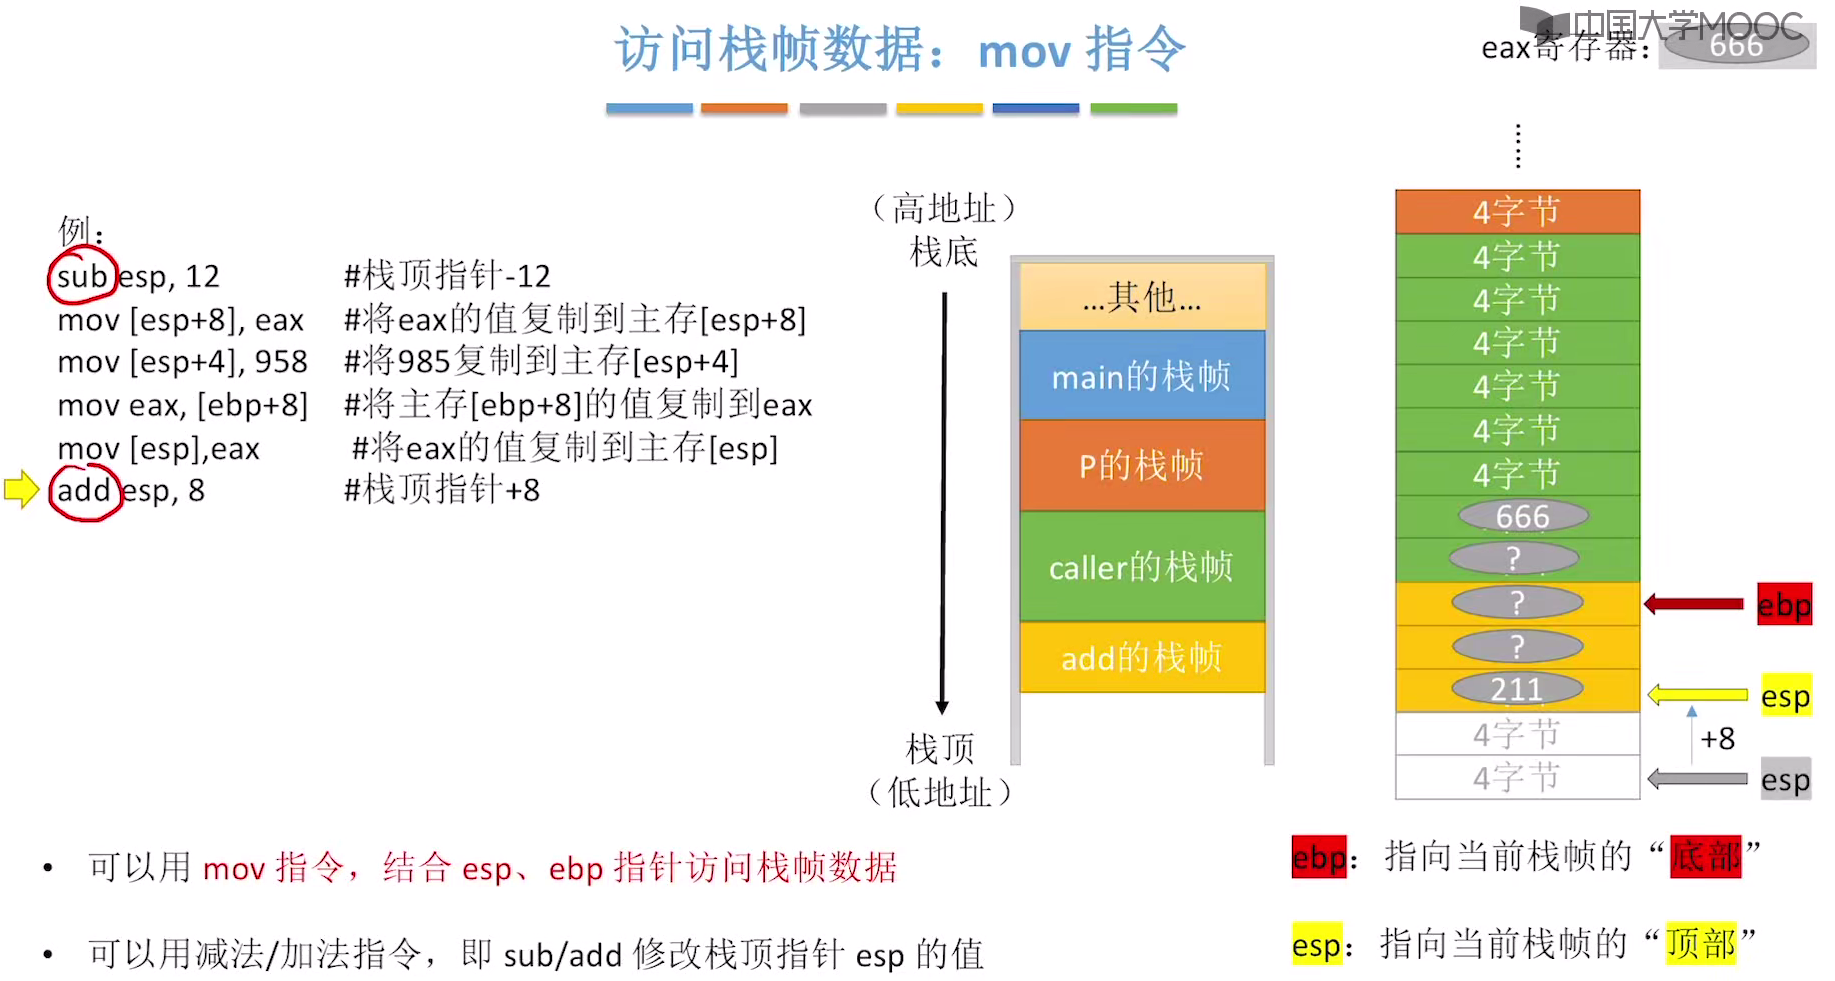 中国大学MOOC
访问栈帧数据：mov 指令
eax寄存器：
666
例：
sub esp, 12 #栈顶指针-12
mov [esp+8], eax #将eax的值复制到主存[esp+8]
mov [esp+4], 958 #将985复制到主存[esp+4]
mov eax, [ebp+8] #将主存[ebp+8]的值复制到eax
mov [esp],eax #将eax的值复制到主存[esp]
add esp, 8 #栈顶指针+8
（高地址）
栈底
...其他...
main的栈帧
P的栈帧
caller的栈帧
add的栈帧
栈顶
（低地址）
4字节
4字节
4字节
4字节
4字节
4字节
4字节
666
?
?
?
211
4字节
4字节
ebp
esp
+8
esp
• 可以用 mov 指令，结合 esp、ebp 指针访问栈帧数据
• 可以用减法/加法指令，即 sub/add 修改栈顶指针 esp 的值
ebp：指向当前栈帧的“底部”
esp：指向当前栈帧的“顶部”